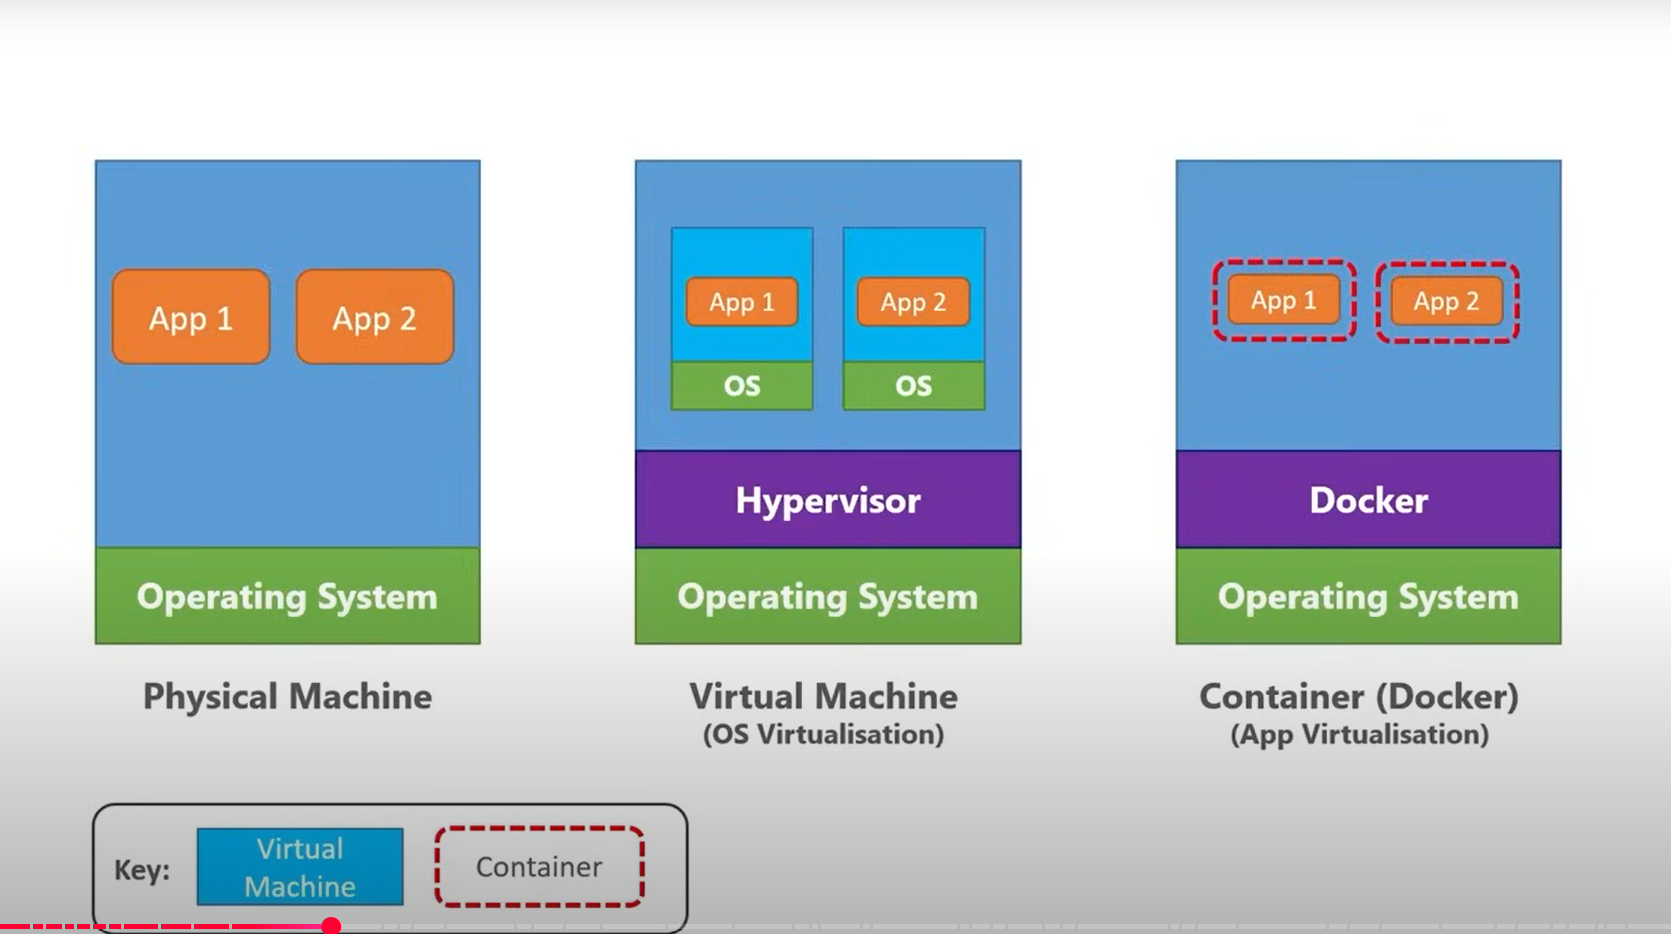 App 1
App 2
Operating System
Physical Machine
App 1
App 2
OS
OS
Hypervisor
Operating System
Virtual Machine
(OS Virtualisation)
App 1
App 2
Docker
Operating System
Container (Docker)
(App Virtualisation)
Key:
Virtual
Machine
Container